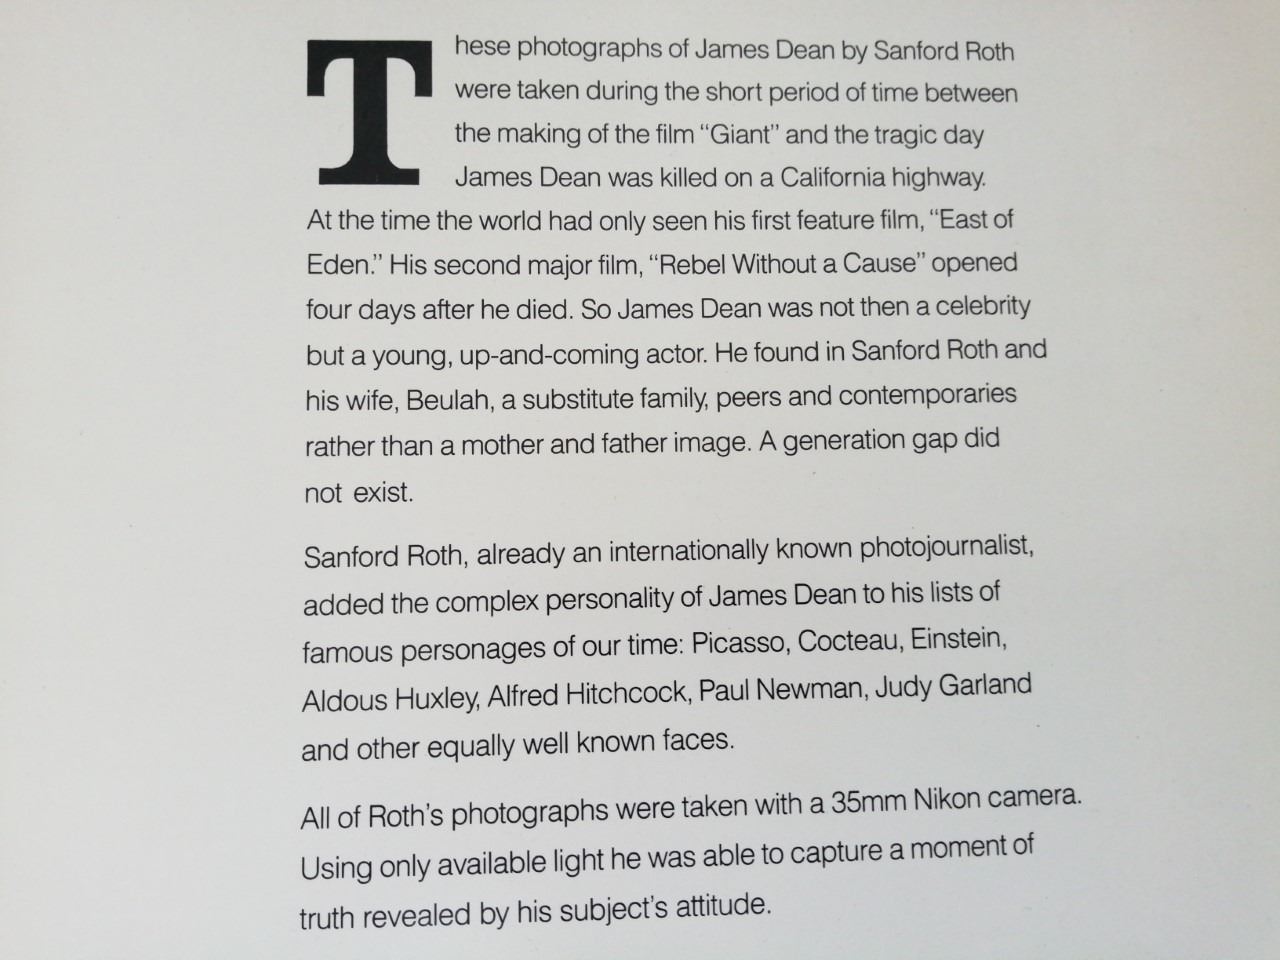 These photographs of James Dean by Sanford Roth
were taken during the short period of time between
the making of the film “Giant” and the tragic day
James Dean was killed on a California highway.
At the time the world had only seen his first feature film, “East of
Eden.” His second major film, “Rebel Without a Cause” opened
four days after he died. So James Dean was not then a celebrity
but a young, up-and-coming actor. He found in Sanford Roth and
his wife, Beulah, a substitute family, peers and contemporaries
rather than a mother and father image. A generation gap did
not exist.
Sanford Roth, already an internationally known photojournalist,
added the complex personality of James Dean to his lists of
famous personages of our time: Picasso, Cocteau, Einstein,
Aldous Huxley, Alfred Hitchcock, Paul Newman, Judy Garland
and other equally well known faces.
All of Roth’s photographs were taken with a 35mm Nikon camera.
Using only available light he was able to capture a moment of
truth revealed by his subject’s attitude.